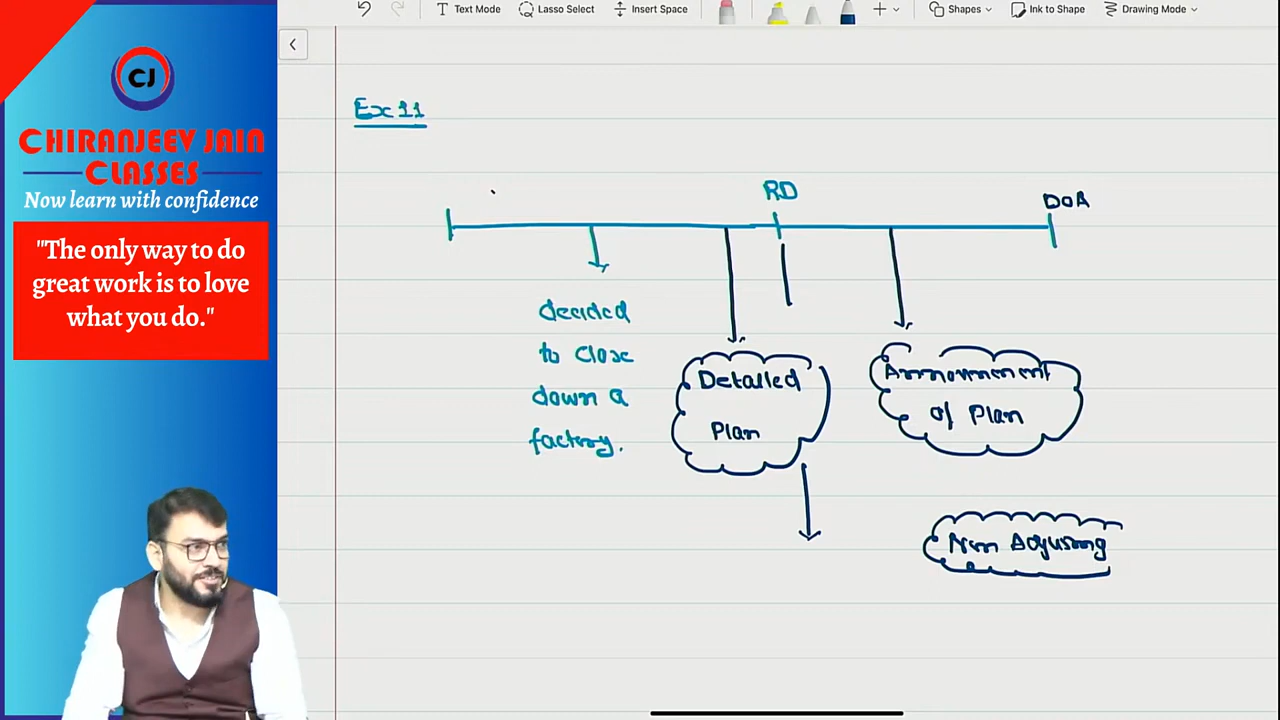 Text Mode
Lasso Select
Insert Space
Shapes
Ink to Shape
Drawing Mode
CJ
CHIRANJEEV JAIN
CLASSES
Now learn with confidence
"The only way to do
great work is to love
what you do."
Ex 11
RD
DOA
decided
to close
down a
factory.
Detailed
Plan
Announment
of Plan
Non Adjusting